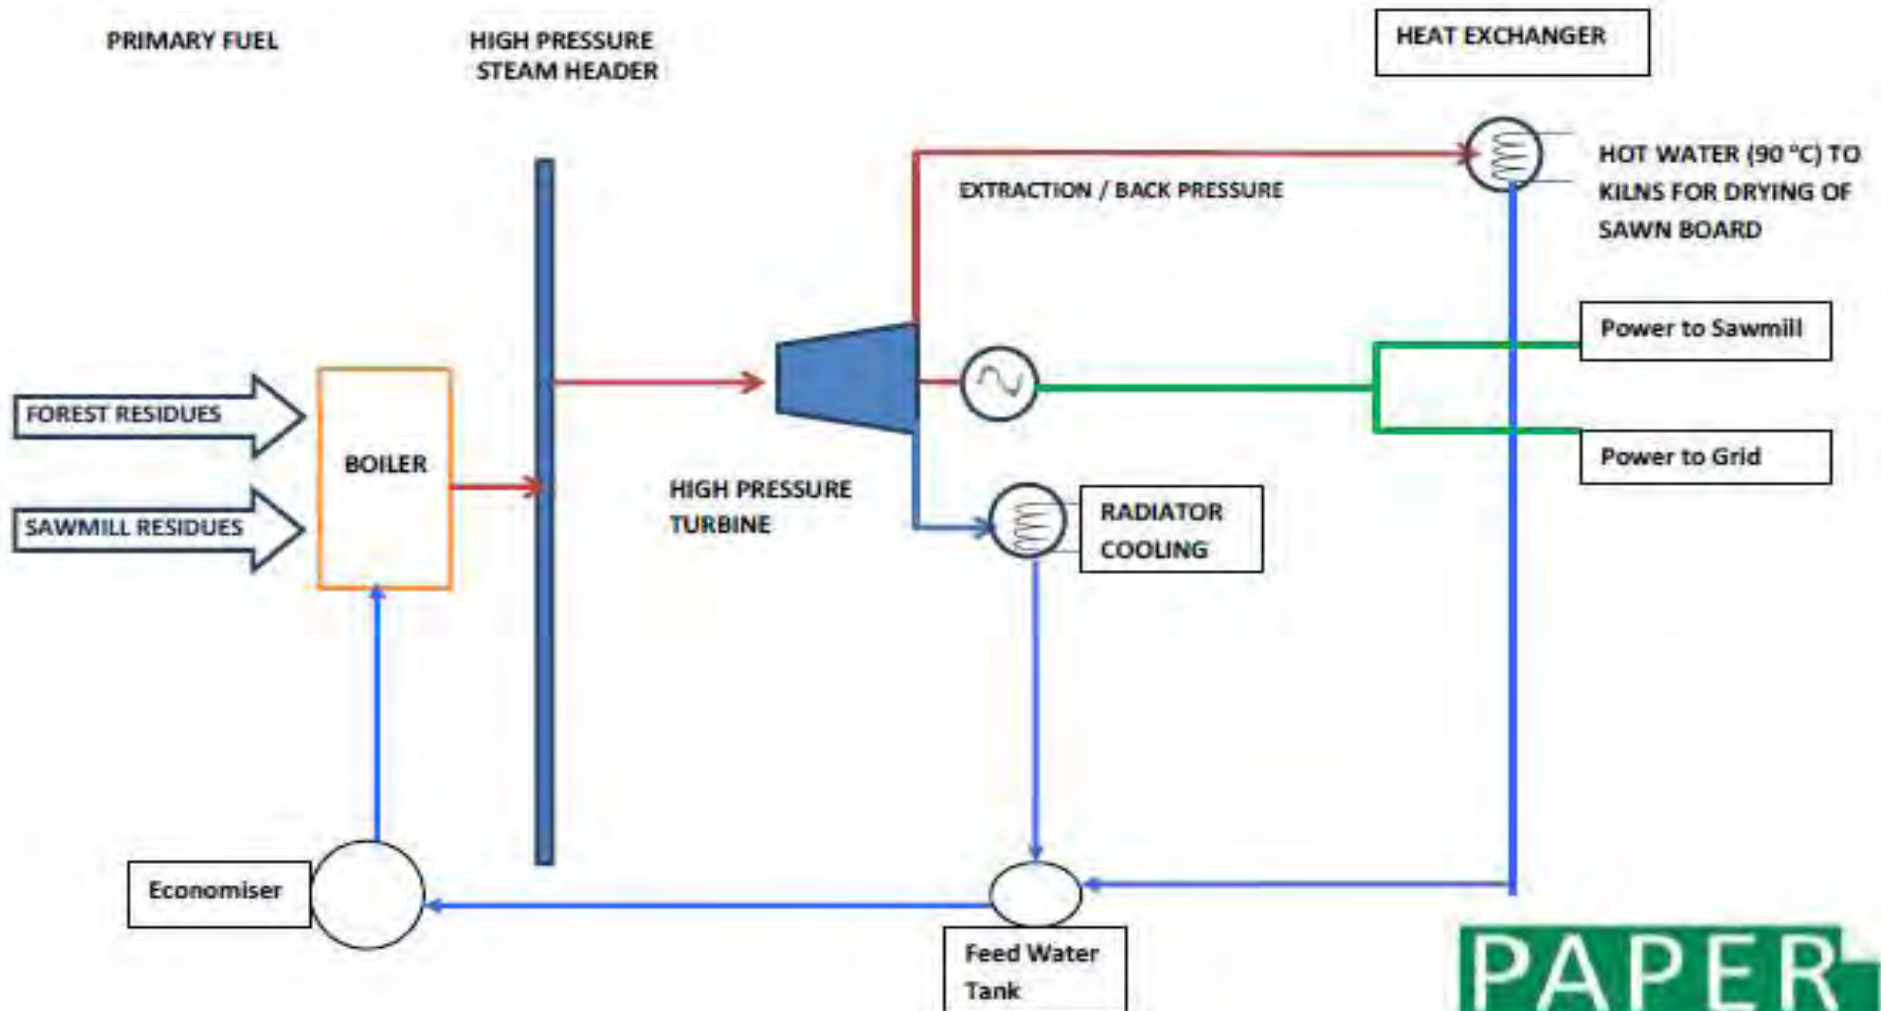 PRIMARY FUEL
HIGH PRESSURE
STEAM HEADER
HEAT EXCHANGER
HOT WATER (90 °C) TO
KILNS FOR DRYING OF
SAWN BOARD
EXTRACTION / BACK PRESSURE
Power to Sawmill
FOREST RESIDUES
BOILER
Power to Grid
HIGH PRESSURE
TURBINE
RADIATOR
COOLING
SAWMILL RESIDUES
Economiser
Feed Water
Tank
PAPER